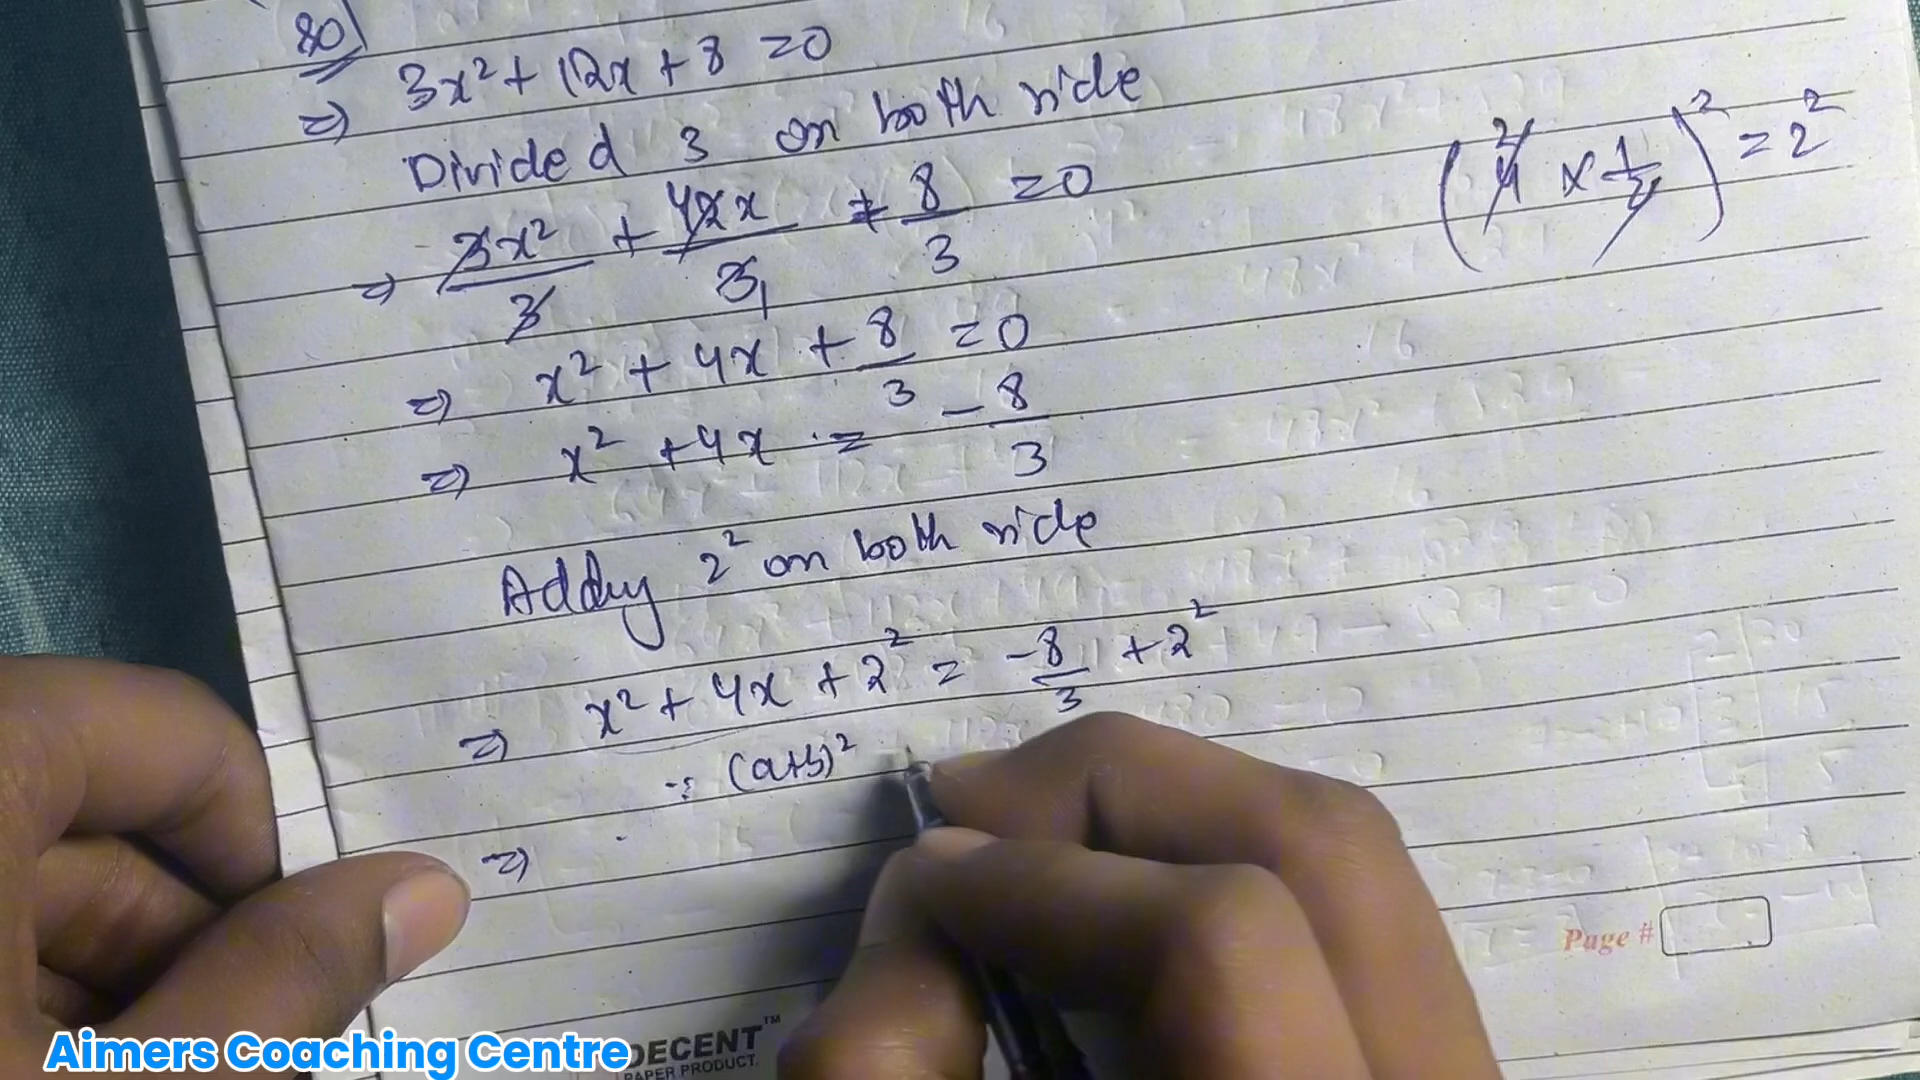 80
⇒ 3x² + 12x + 8 = 0
Divided 3 on both side
⇒ 3x²/3 + 12x/3 + 8/3 = 0
(4 × 1/2)² = 2²
⇒ x² + 4x + 8/3 = 0
⇒ x² + 4x = -8/3
Adding 2² on both side
⇒ x² + 4x + 2² = -8/3 + 2²
∵ (a+b)²
⇒
Page #
DECENT™
PAPER PRODUCT.
Aimers Coaching Centre